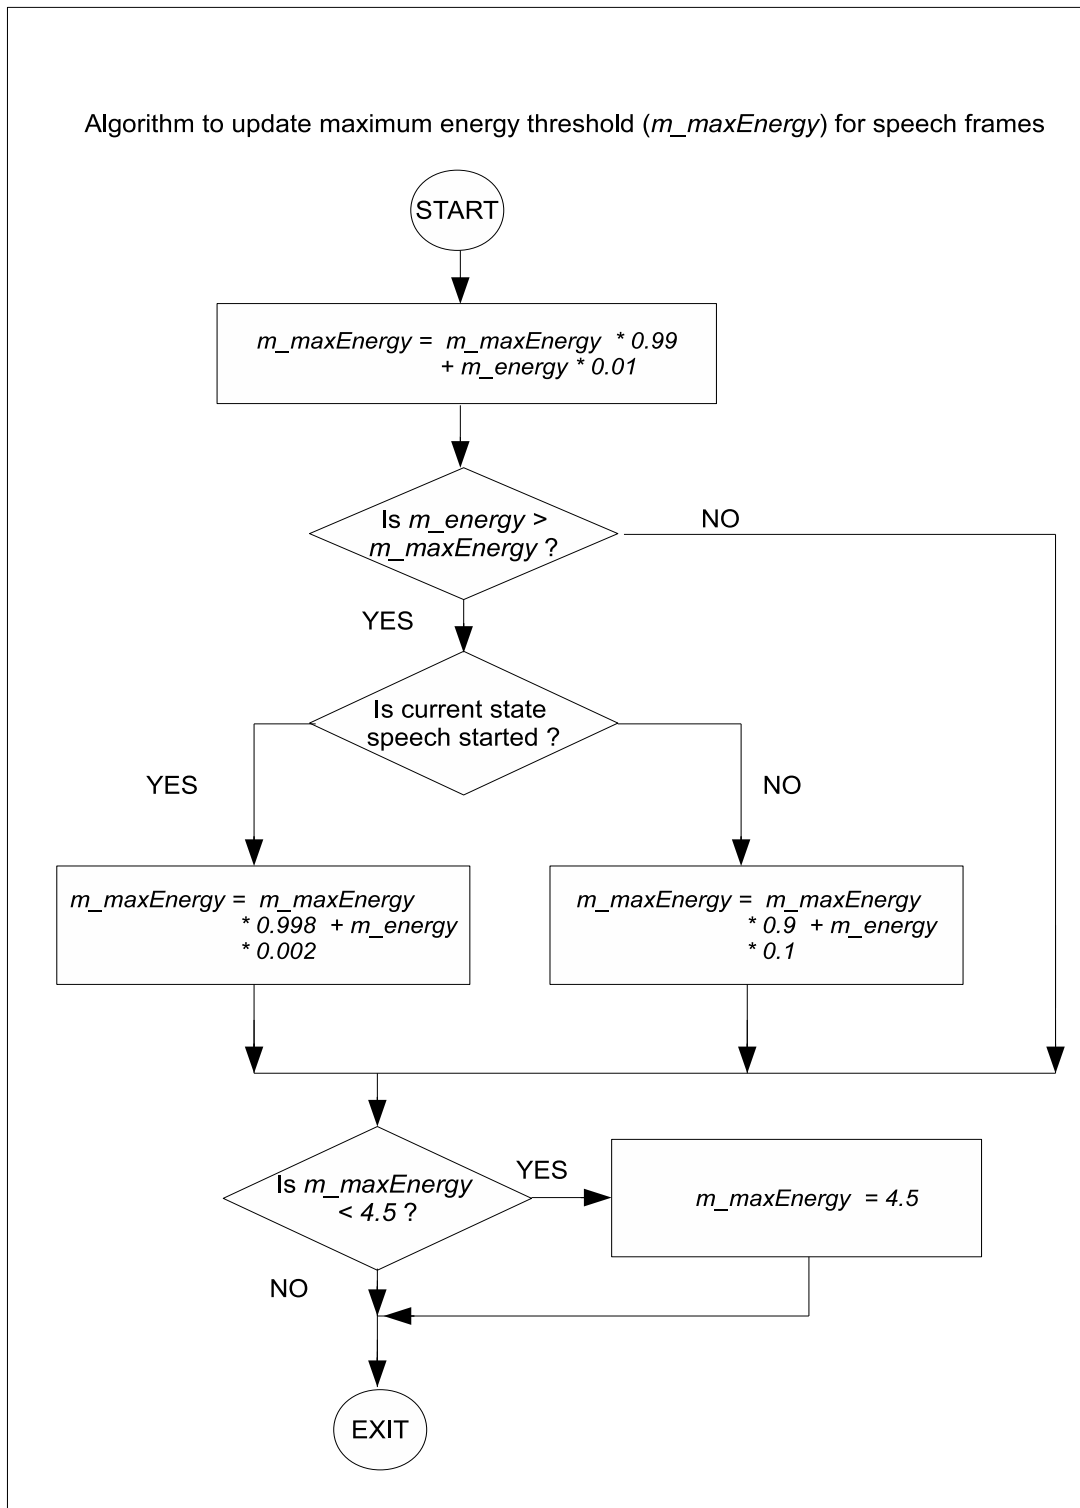 Algorithm to update maximum energy threshold (m_maxEnergy) for speech frames
START
m_maxEnergy = m_maxEnergy * 0.99
+ m_energy * 0.01
Is m_energy >
m_maxEnergy ?
NO
YES
Is current state
speech started ?
YES
NO
m_maxEnergy = m_maxEnergy
* 0.998 + m_energy
* 0.002
m_maxEnergy = m_maxEnergy
* 0.9 + m_energy
* 0.1
Is m_maxEnergy
< 4.5 ?
YES
m_maxEnergy = 4.5
NO
EXIT